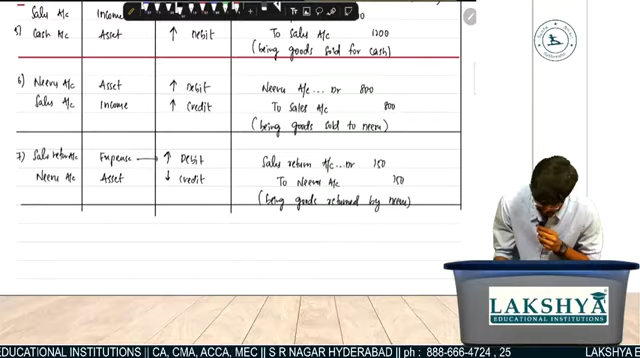 Sales A/c Income
5) Cash A/c Asset ↑ Debit To Sales A/c 1200
(being goods sold for cash)
6) Neeru A/c Asset ↑ Debit Neeru A/c... Dr 800
Sales A/c Income ↑ Credit To Sales A/c 800
(being goods sold to neeru)
7) Sales return A/c Expense → ↑ Debit Sales return A/c... Dr 150
Neeru A/c Asset ↓ Credit To Neeru A/c 150
(being goods returned by neeru)
LAKSHYA
EDUCATIONAL INSTITUTIONS
EDUCATIONAL INSTITUTIONS || CA, CMA, ACCA, MEC || S R NAGAR HYDERABAD || ph : 888-666-4724 , 25 LAKSHYA E